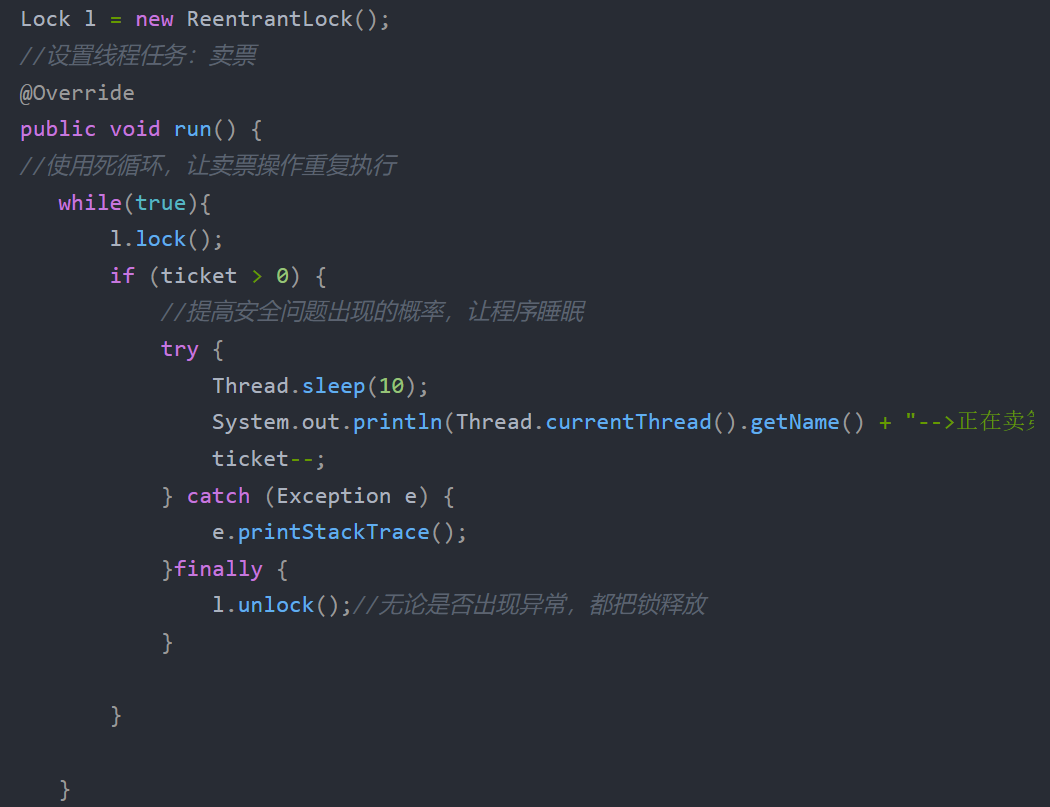 Lock l = new ReentrantLock();
//设置线程任务：卖票
@Override
public void run() {
//使用死循环，让卖票操作重复执行
while(true){
l.lock();
if (ticket > 0) {
//提高安全问题出现的概率，让程序睡眠
try {
Thread.sleep(10);
System.out.println(Thread.currentThread().getName() + "-->正在卖
ticket--;
} catch (Exception e) {
e.printStackTrace();
}finally {
l.unlock();//无论是否出现异常，都把锁释放
}
}
}